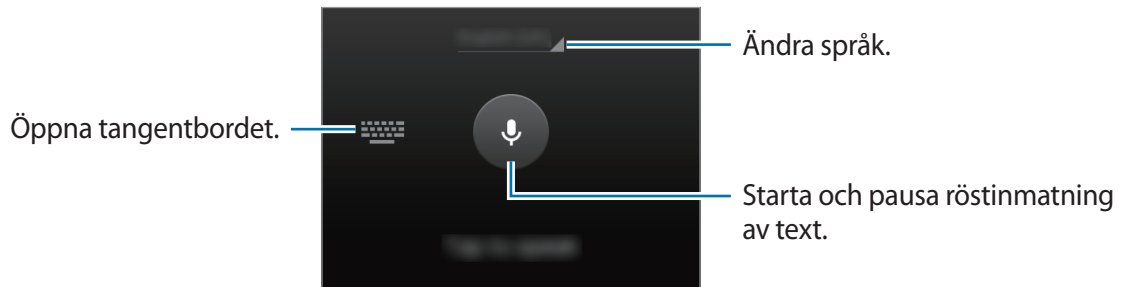 Ändra språk.
Öppna tangentbordet.
Starta och pausa röstinmatning
av text.